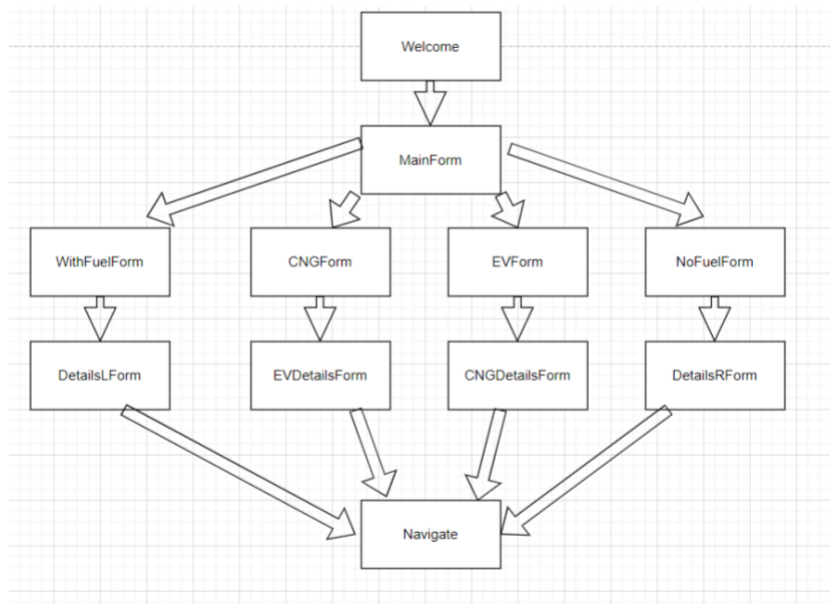 Welcome
MainForm
WithFuelForm
CNGForm
EVForm
NoFuelForm
DetailsLForm
EVDetailsForm
CNGDetailsForm
DetailsRForm
Navigate